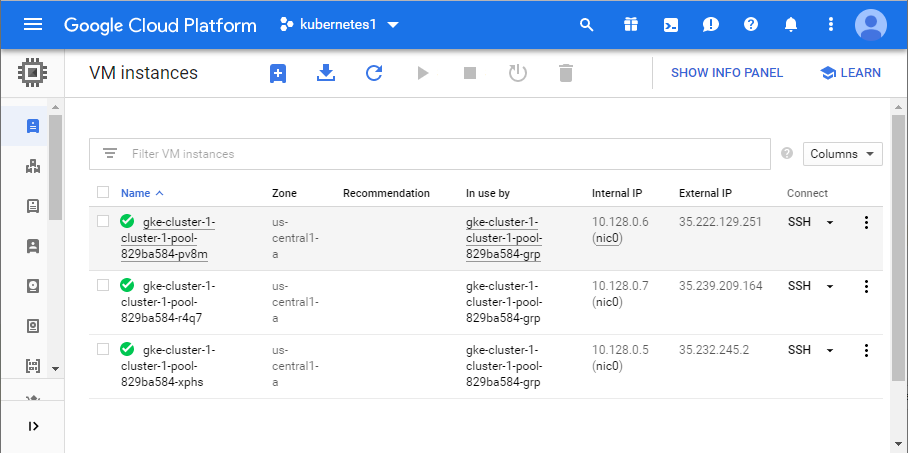 Google Cloud Platform kubernetes1
VM instances SHOW INFO PANEL LEARN
Filter VM instances Columns
Name Zone Recommendation In use by Internal IP External IP Connect
gke-cluster-1- us- gke-cluster-1- 10.128.0.6 35.222.129.251 SSH
cluster-1-pool- central1- cluster-1-pool- (nic0)
829ba584-pv8m a 829ba584-grp
gke-cluster-1- us- gke-cluster-1- 10.128.0.7 35.239.209.164 SSH
cluster-1-pool- central1- cluster-1-pool- (nic0)
829ba584-r4q7 a 829ba584-grp
gke-cluster-1- us- gke-cluster-1- 10.128.0.5 35.232.245.2 SSH
cluster-1-pool- central1- cluster-1-pool- (nic0)
829ba584-xphs a 829ba584-grp